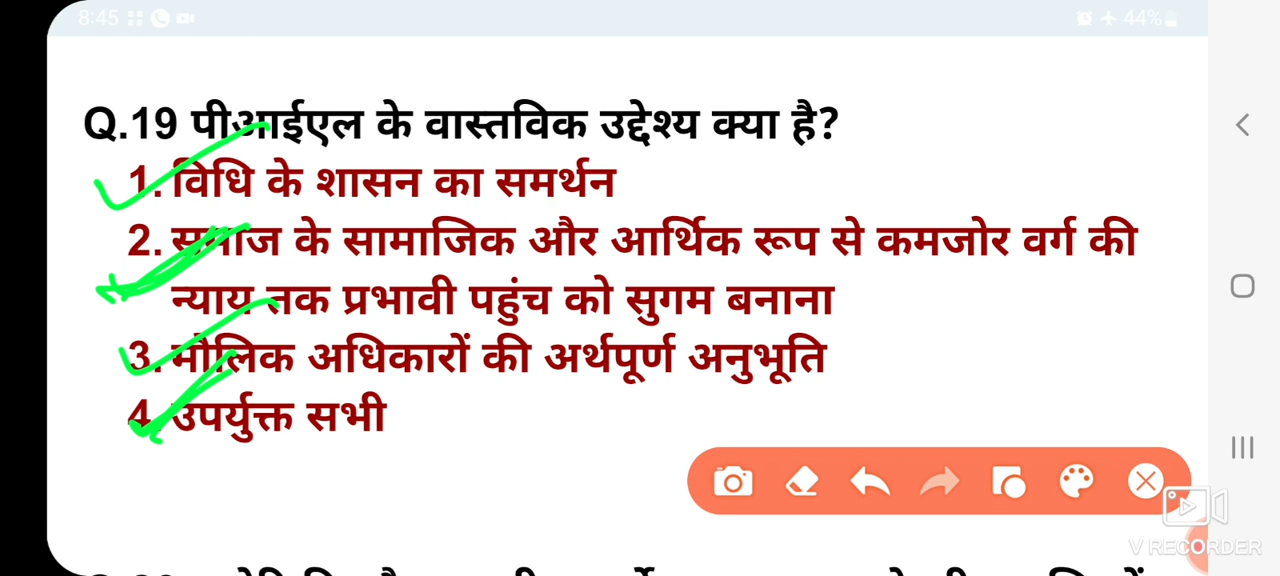 8:45
44%
Q.19 पीआईएल के वास्तविक उद्देश्य क्या है?
1. विधि के शासन का समर्थन
2. समाज के सामाजिक और आर्थिक रूप से कमजोर वर्ग की
न्याय तक प्रभावी पहुंच को सुगम बनाना
3. मौलिक अधिकारों की अर्थपूर्ण अनुभूति
4. उपर्युक्त सभी
V RECORDER